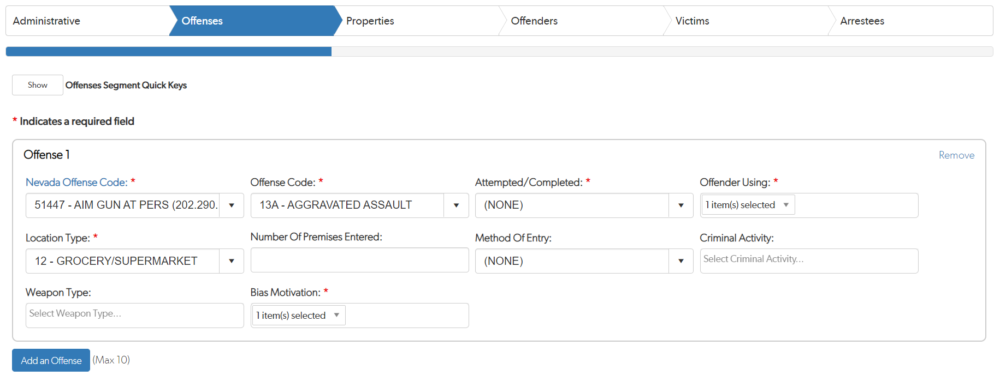 Administrative
Offenses
Properties
Offenders
Victims
Arrestees
Show Offenses Segment Quick Keys
* Indicates a required field
Offense 1
Remove
Nevada Offense Code: * Offense Code: * Attempted/Completed: * Offender Using: *
51447 - AIM GUN AT PERS (202.290. 13A - AGGRAVATED ASSAULT (NONE) 1 item(s) selected
Location Type: * Number Of Premises Entered: Method Of Entry: Criminal Activity:
12 - GROCERY/SUPERMARKET (NONE) Select Criminal Activity...
Weapon Type: Bias Motivation: *
Select Weapon Type... 1 item(s) selected
Add an Offense (Max 10)